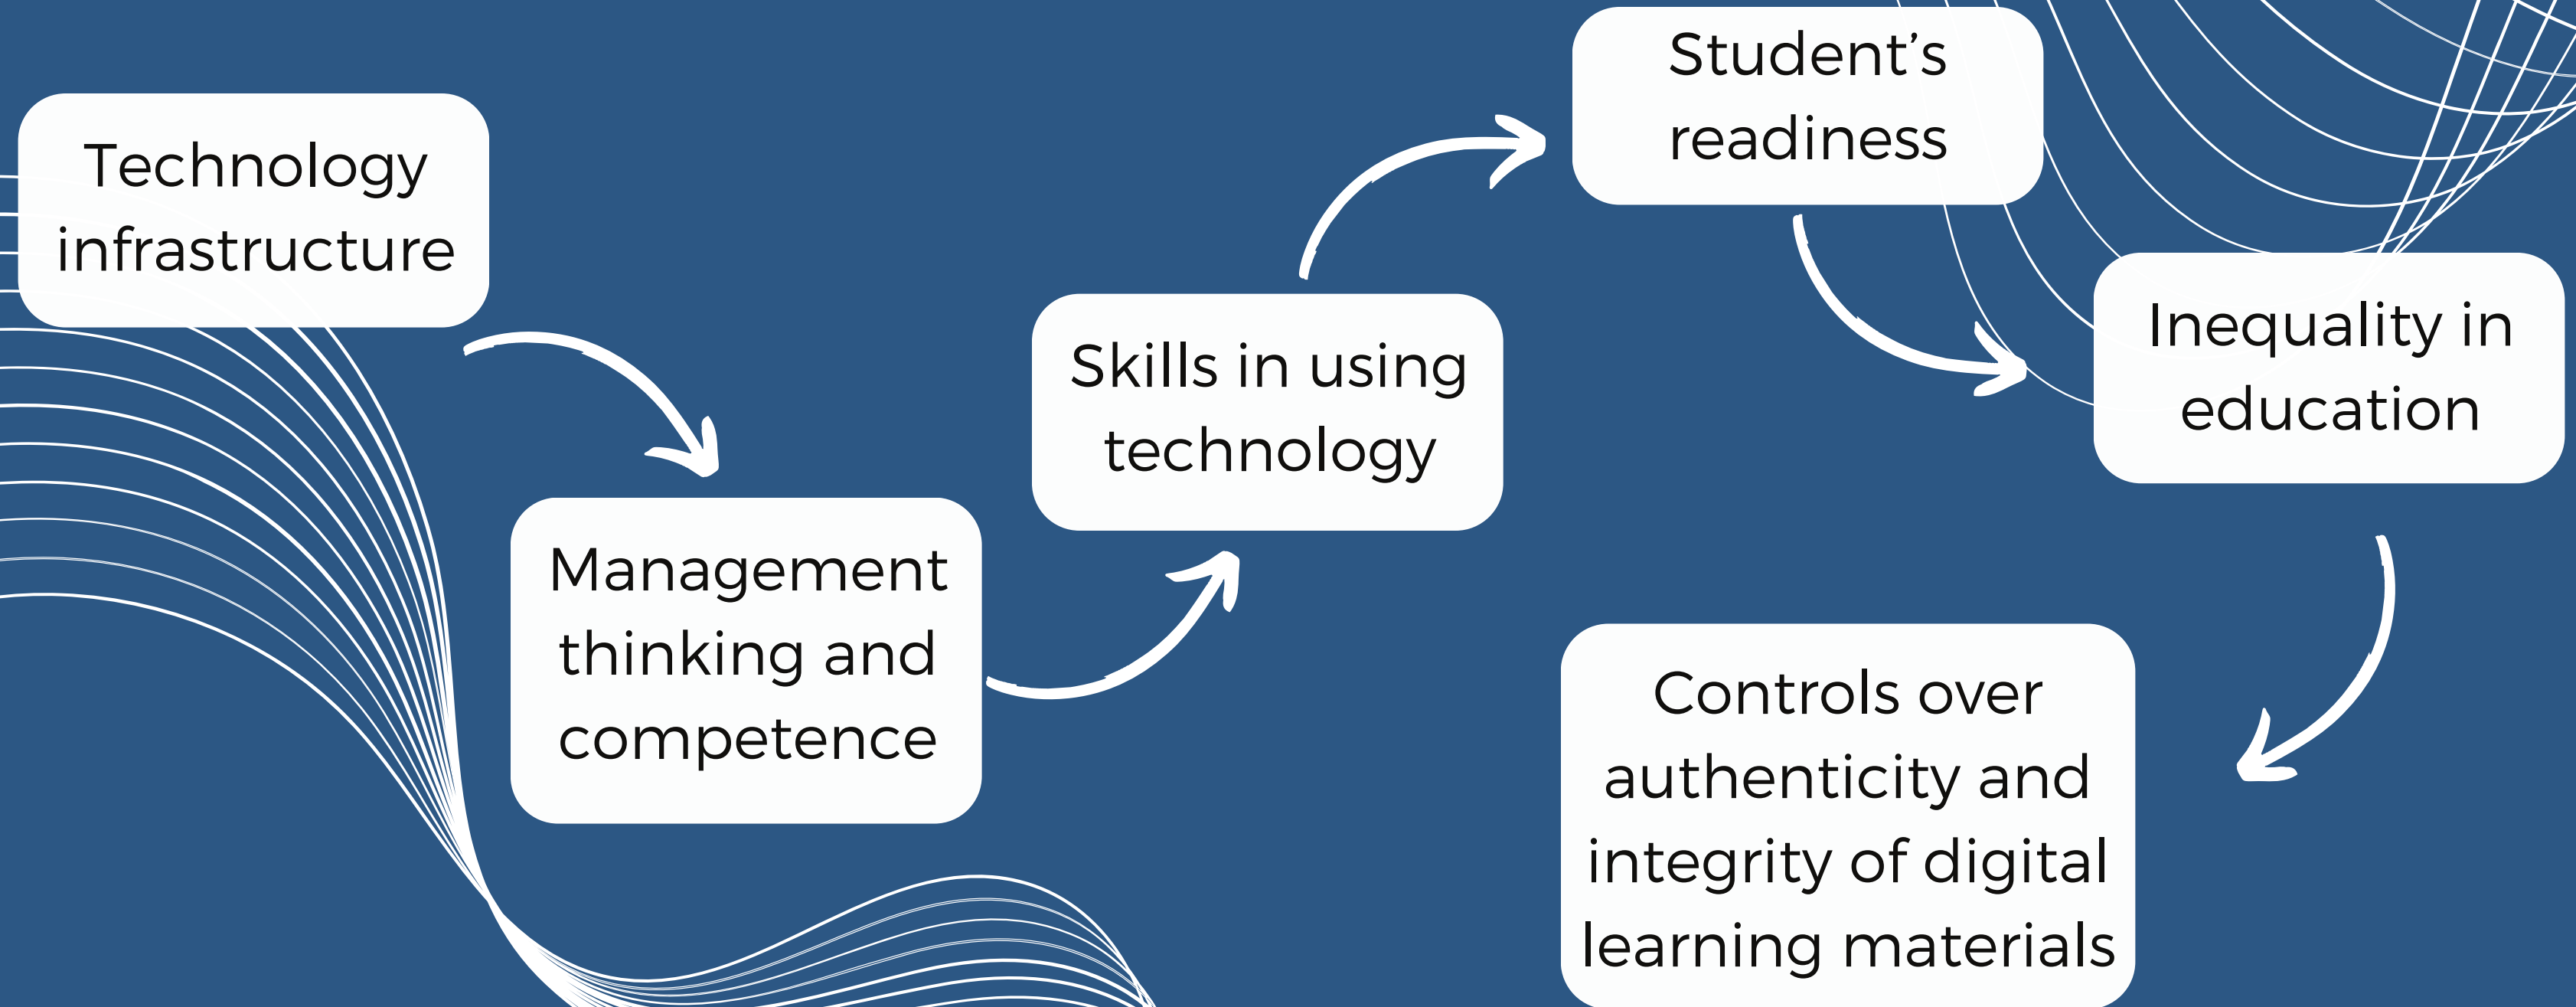 Technology
infrastructure
Management
thinking and
competence
Skills in using
technology
Student’s
readiness
Inequality in
education
Controls over
authenticity and
integrity of digital
learning materials